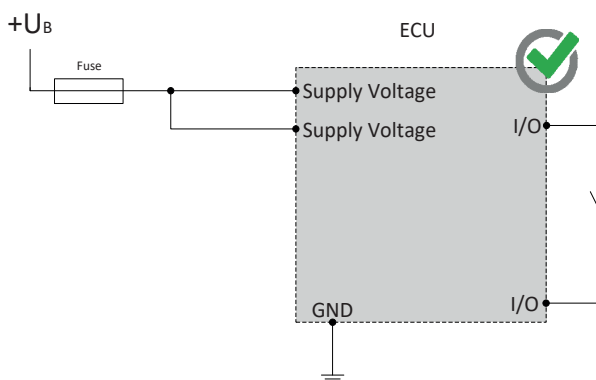 +UB
ECU
Fuse
Supply Voltage
Supply Voltage
I/O
I/O
GND